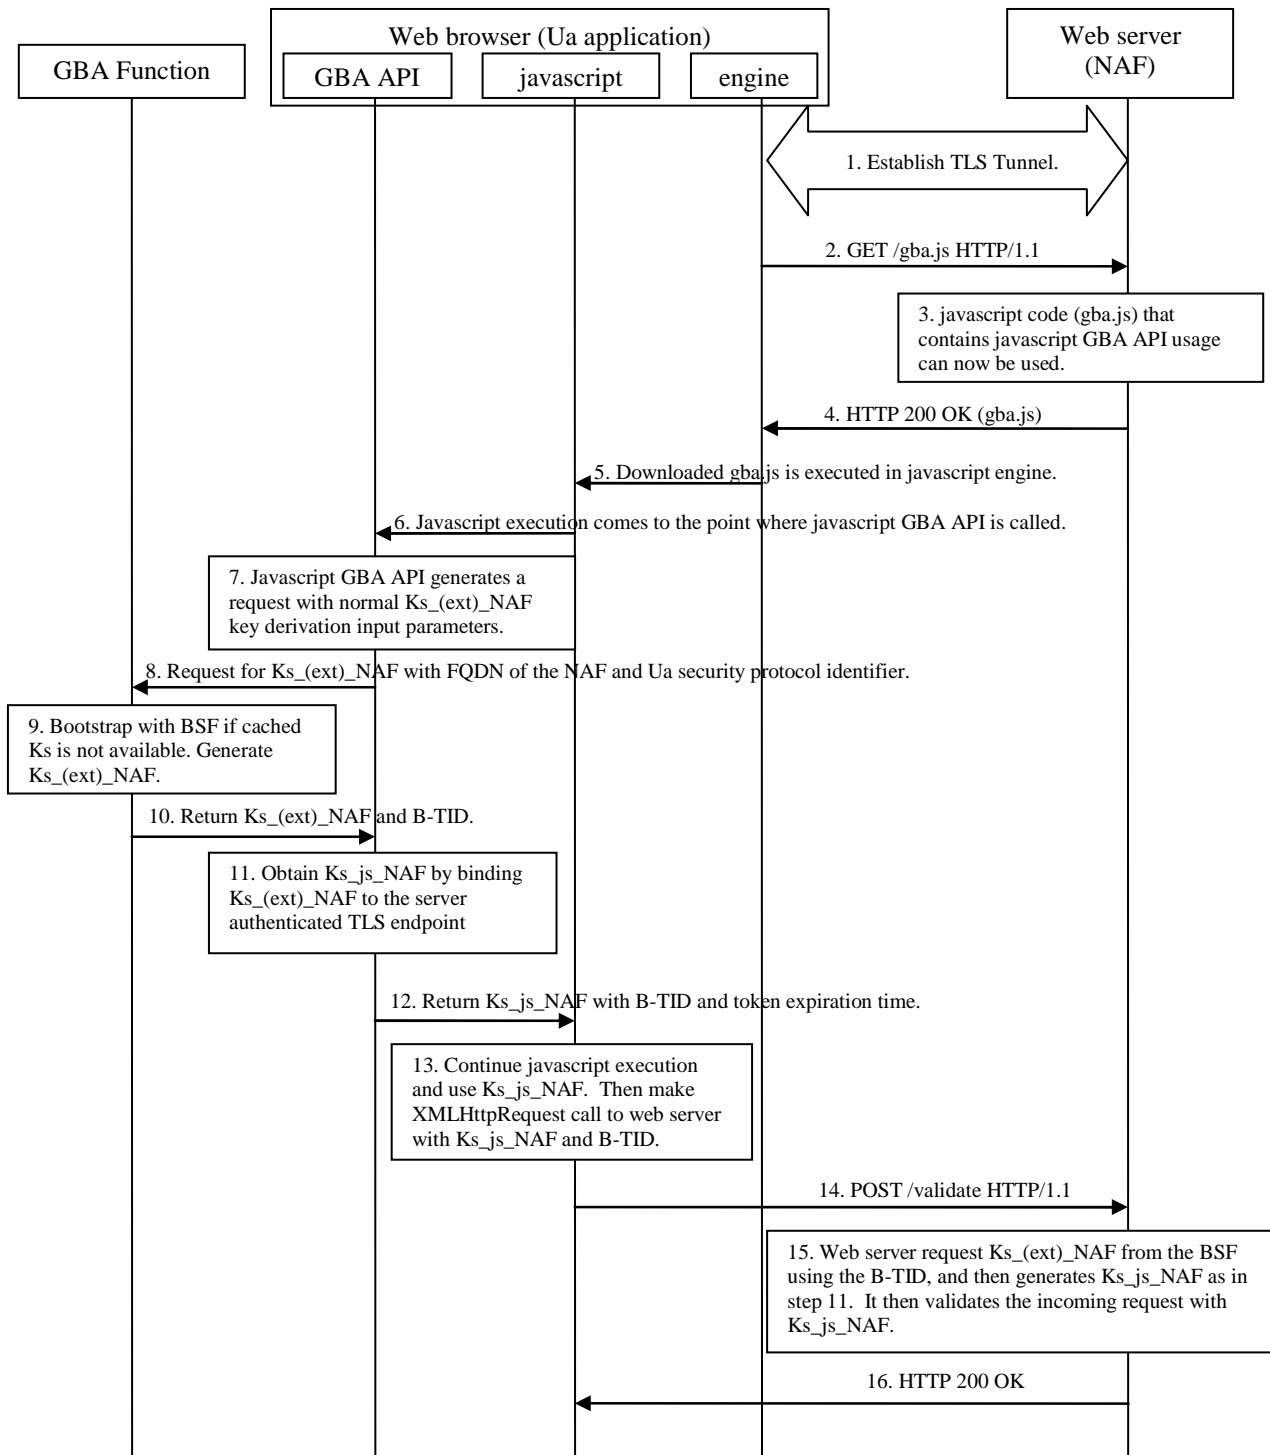 Web browser (Ua application)
Web server
(NAF)
GBA Function
GBA API
javascript
engine
1. Establish TLS Tunnel.
2. GET /gba.js HTTP/1.1
3. javascript code (gba.js) that
contains javascript GBA API usage
can now be used.
4. HTTP 200 OK (gba.js)
5. Downloaded gba.js is executed in javascript engine.
6. Javascript execution comes to the point where javascript GBA API is called.
7. Javascript GBA API generates a
request with normal Ks_(ext)_NAF
key derivation input parameters.
8. Request for Ks_(ext)_NAF with FQDN of the NAF and Ua security protocol identifier.
9. Bootstrap with BSF if cached
Ks is not available. Generate
Ks_(ext)_NAF.
10. Return Ks_(ext)_NAF and B-TID.
11. Obtain Ks_js_NAF by binding
Ks_(ext)_NAF to the server
authenticated TLS endpoint
12. Return Ks_js_NAF with B-TID and token expiration time.
13. Continue javascript execution
and use Ks_js_NAF. Then make
XMLHttpRequest call to web server
with Ks_js_NAF and B-TID.
14. POST /validate HTTP/1.1
15. Web server request Ks_(ext)_NAF from the BSF
using the B-TID, and then generates Ks_js_NAF as in
step 11. It then validates the incoming request with
Ks_js_NAF.
16. HTTP 200 OK